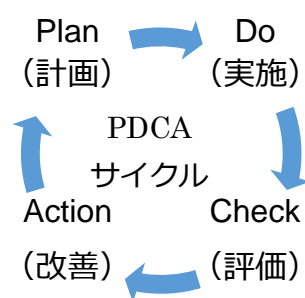 Plan
（計画）
Do
（実施）
PDCA
サイクル
Action
（改善）
Check
（評価）